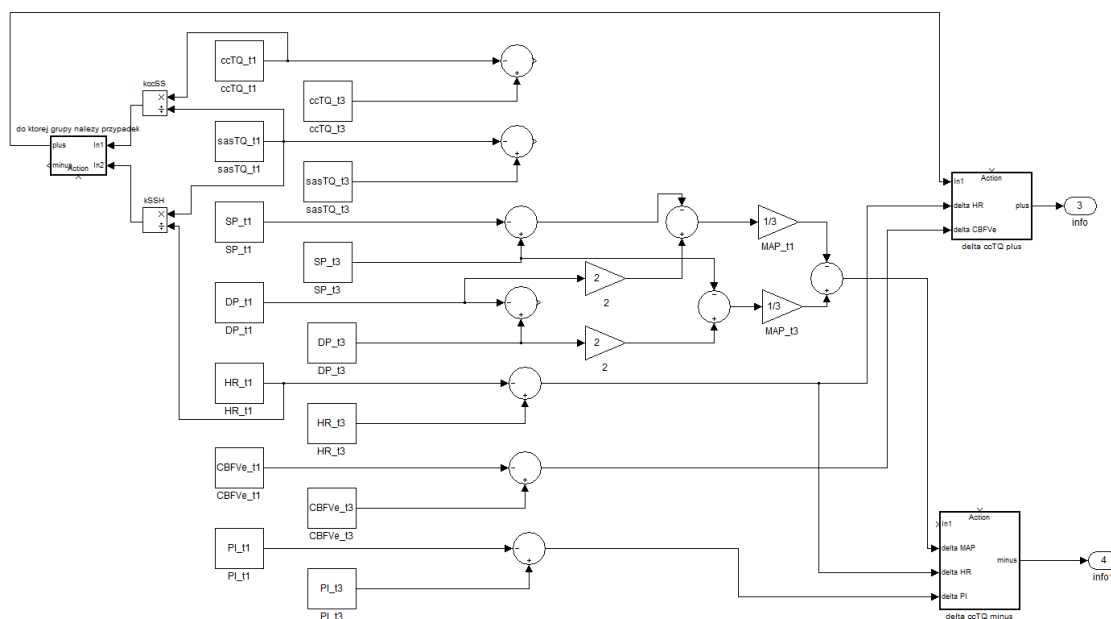 ccTQ_t1
ccTQ_t1
ccTQ_t3
ccTQ_t3
kccSS
×
÷
do ktorej grupy nalezy przypadek
plus
minus
In1
In2
Action
sasTQ_t1
sasTQ_t1
sasTQ_t3
sasTQ_t3
kSSH
×
÷
SP_t1
SP_t1
SP_t3
SP_t3
1/3
MAP_t1
2
2
DP_t1
DP_t1
DP_t3
DP_t3
1/3
MAP_t3
2
2
HR_t1
HR_t1
HR_t3
HR_t3
CBFVe_t1
CBFVe_t1
CBFVe_t3
CBFVe_t3
PI_t1
PI_t1
PI_t3
PI_t3
Action
In1
delta HR
delta CBFVe
plus
delta ccTQ plus
3
info
Action
In1
delta MAP
delta HR
delta PI
minus
delta ccTQ minus
4